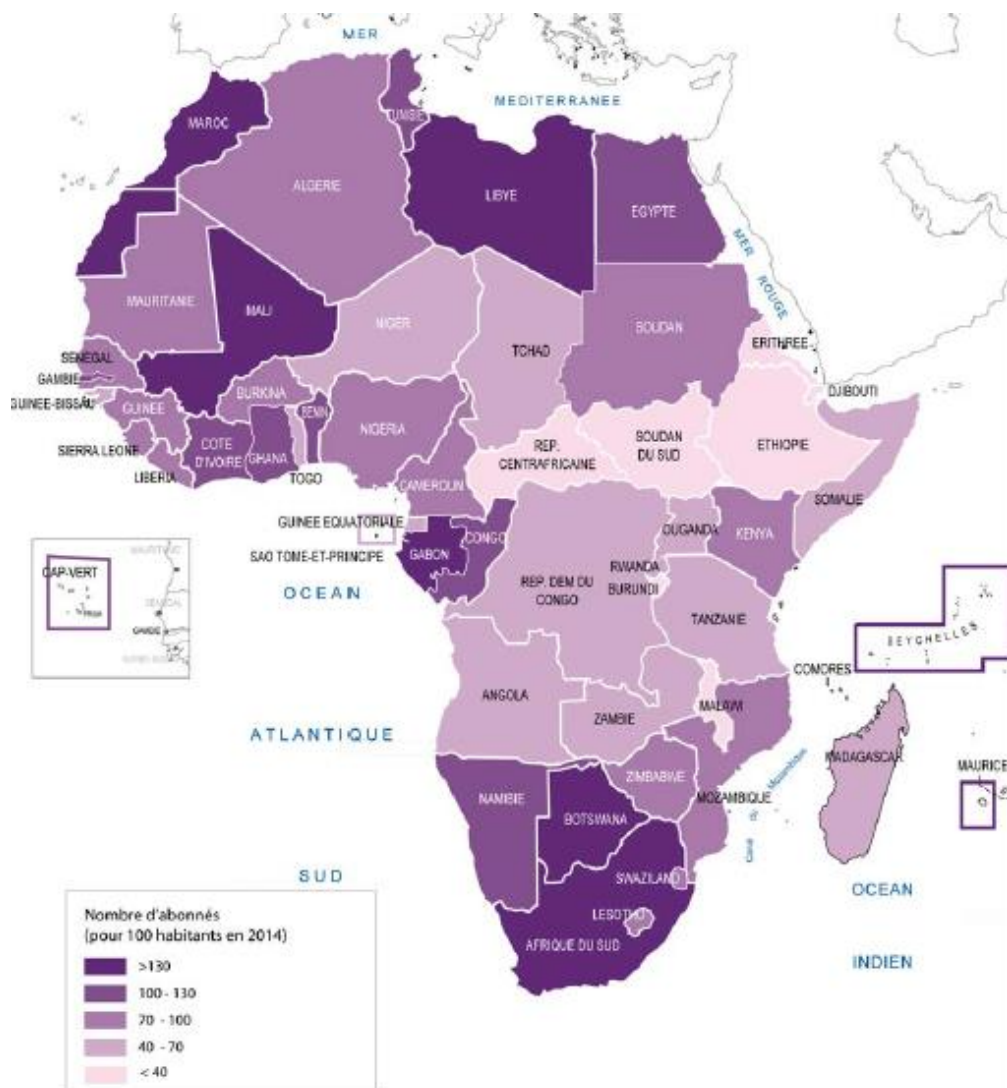 MER
MEDITERRANEE
MAROC
TUNISIE
ALGERIE
LIBYE
EGYPTE
MER ROUGE
MAURITANIE
MALI
NIGER
TCHAD
SOUDAN
ERITHREE
SENEGAL
GAMBIE
GUINEE-BISSAU
GUINEE
BURKINA
BENIN
NIGERIA
DJIBOUTI
SIERRA LEONE
COTE
D'IVOIRE
GHANA
LIBERIA
TOGO
CAMEROUN
REP.
CENTRAFRICAINE
SOUDAN
DU SUD
ETHIOPIE
SOMALIE
GUINEE EQUATORIALE
SAO TOME-ET-PRINCIPE
GABON
CONGO
OUGANDA
KENYA
OCEAN
REP. DEM DU
CONGO
RWANDA
BURUNDI
TANZANIE
CAP-VERT
SEYCHELLES
COMORES
ATLANTIQUE
ANGOLA
ZAMBIE
MALAWI
MADAGASCAR
MAURICE
NAMIBIE
ZIMBABWE
MOZAMBIQUE
Canal de Mozambique
BOTSWANA
SUD
SWAZILAND
LESOTHO
AFRIQUE DU SUD
OCEAN
INDIEN
Nombre d'abonnés
(pour 100 habitants en 2014)
>130
100 - 130
70 - 100
40 - 70
< 40